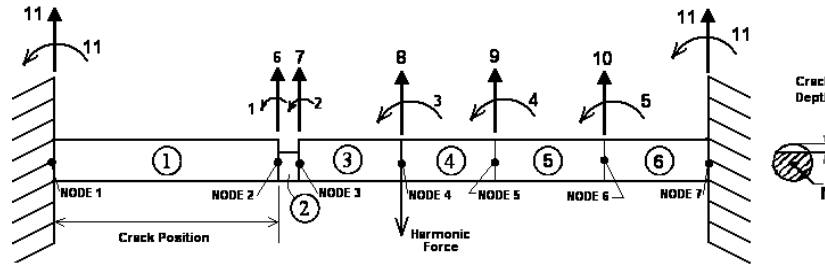 11 11 6 7 8 9 10 11 11
1 2 3 4 5
1 3 4 5 6
2
NODE 1 NODE 2 NODE 3 NODE 4 NODE 5 NODE 6 NODE 7
Crack Position
Harmonic
Force
Crac
Dept